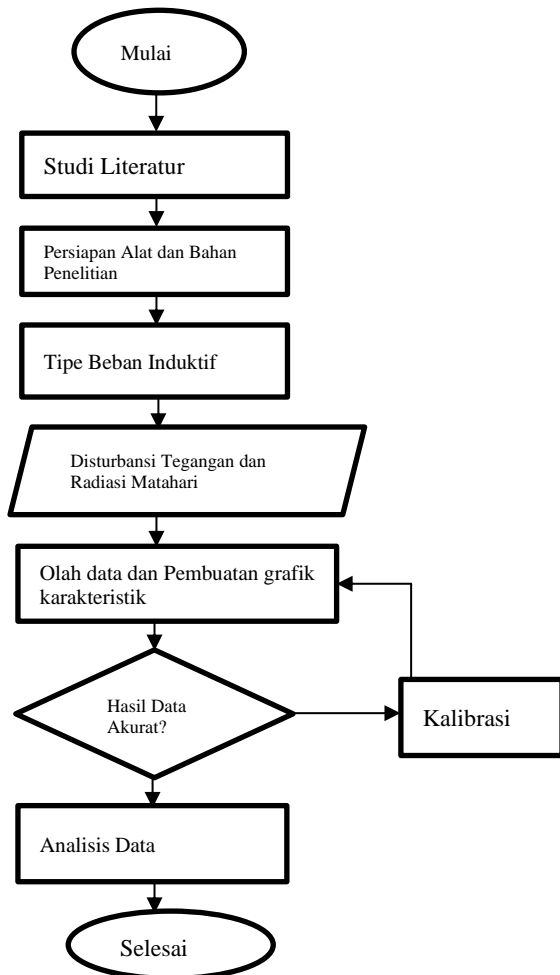 Mulai
Studi Literatur
Persiapan Alat dan Bahan
Penelitian
Tipe Beban Induktif
Disturbansi Tegangan dan
Radiasi Matahari
Olah data dan Pembuatan grafik
karakteristik
Hasil Data
Akurat?
Kalibrasi
Analisis Data
Selesai